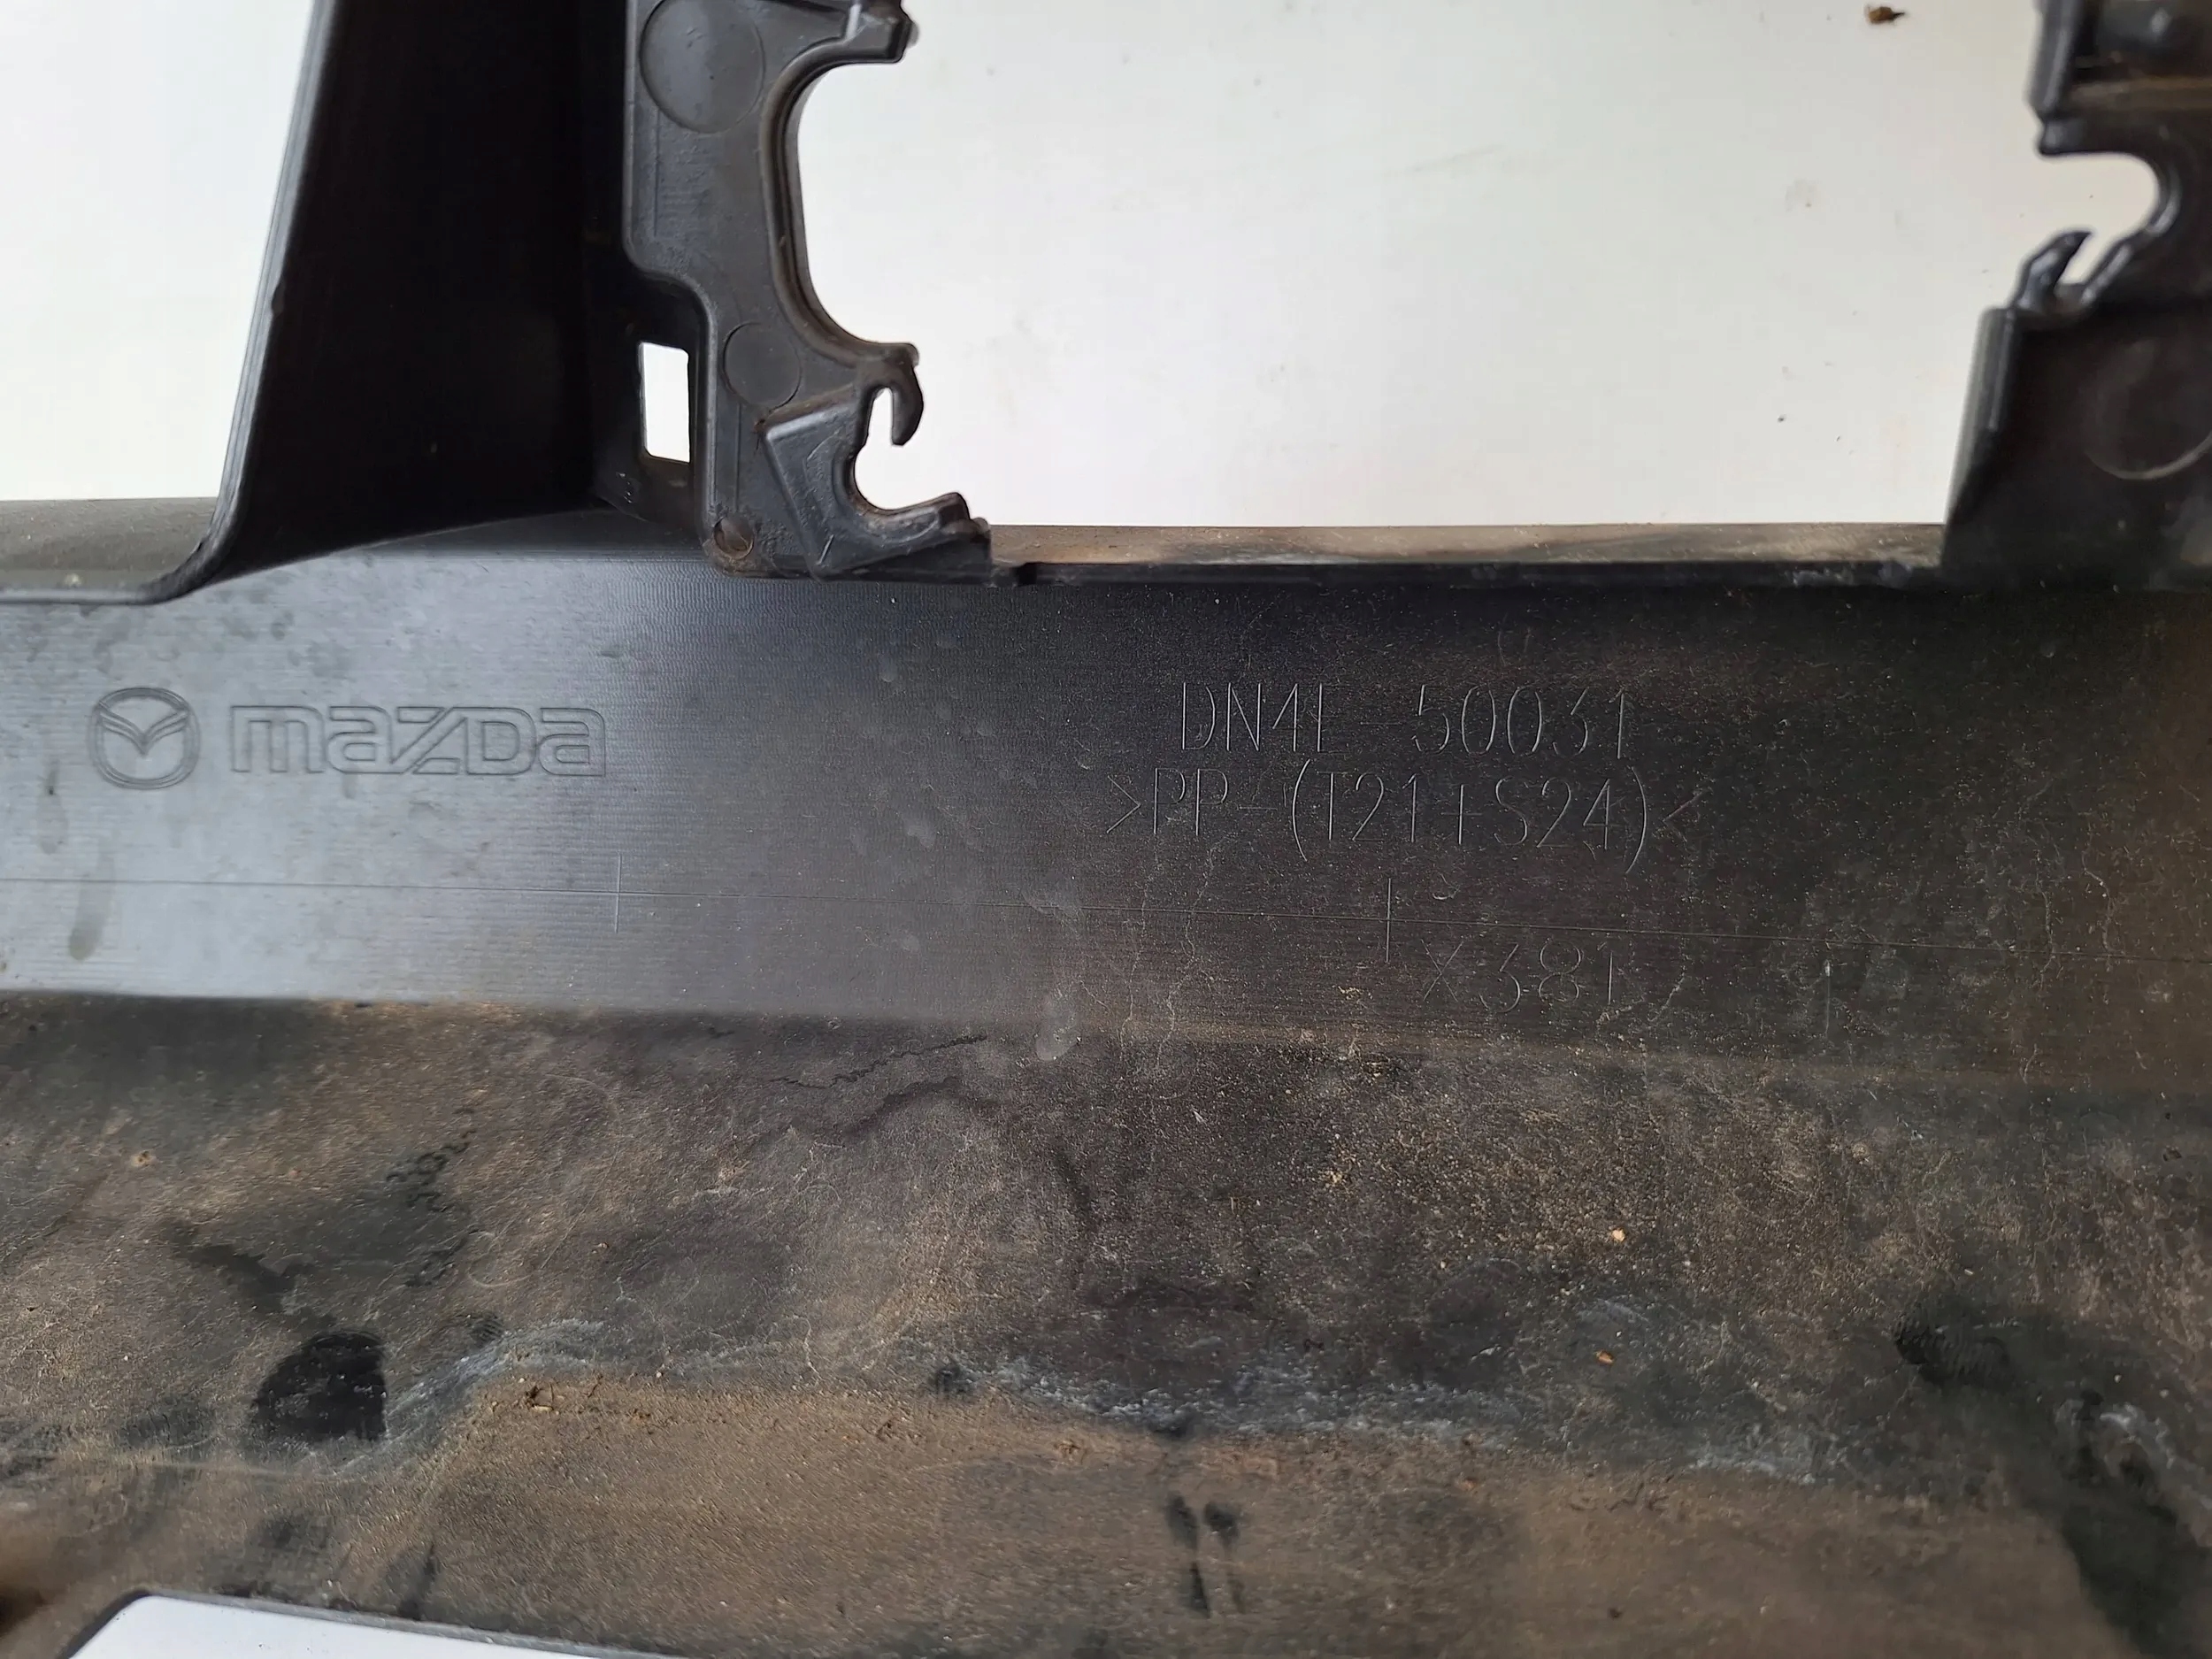 mazda
DN4L-50031
>PP-(T21+S24)<
X381